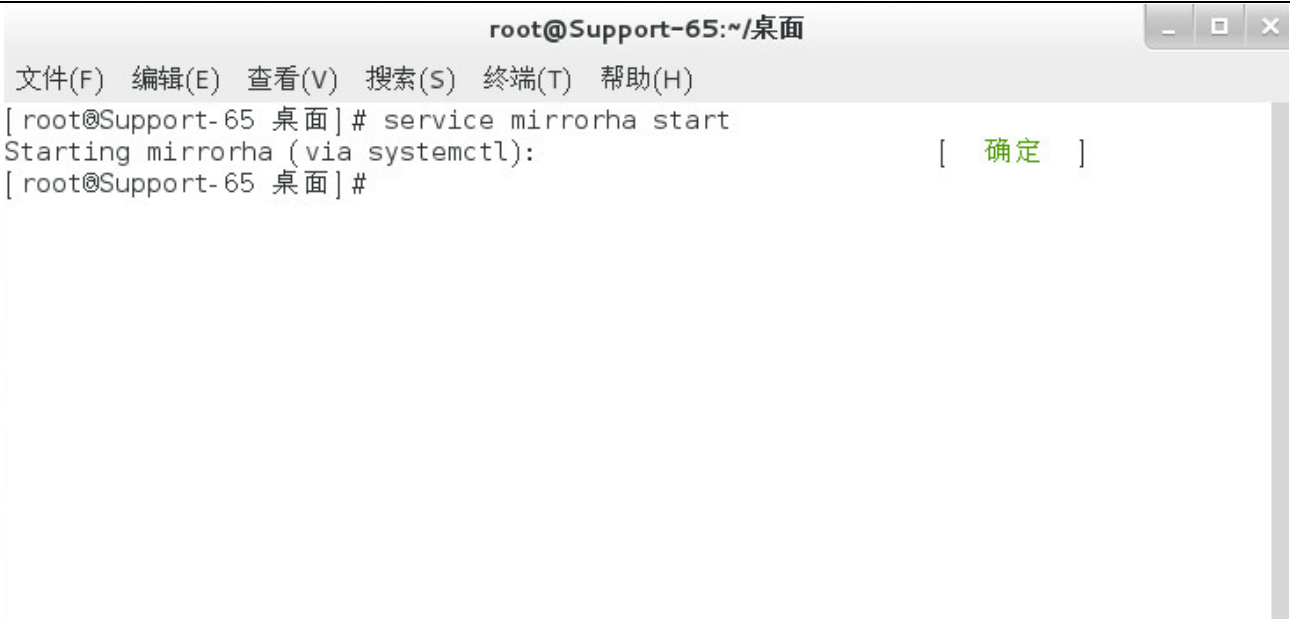 root@Support-65:~/桌面
文件(F) 编辑(E) 查看(V) 搜索(S) 终端(T) 帮助(H)
[root@Support-65 桌面]# service mirrorha start
Starting mirrorha (via systemctl): [ 确定 ]
[root@Support-65 桌面]#